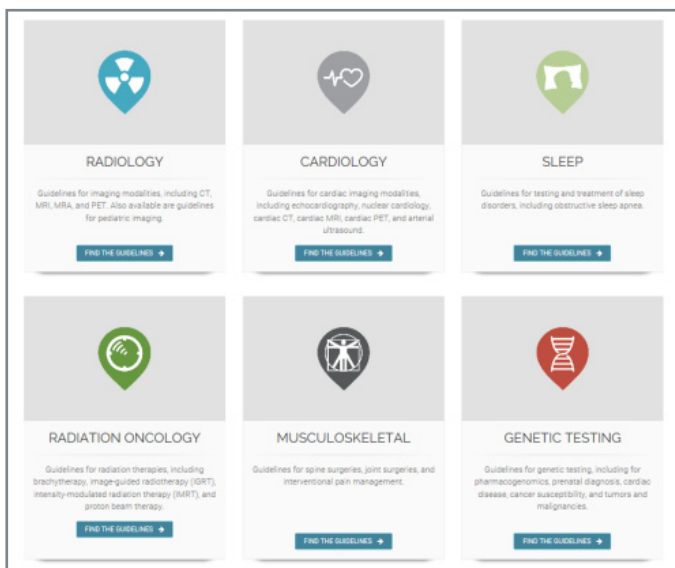 RADIOLOGY
Guidelines for imaging modalities, including CT,
MRI, MRA, and PET. Also available are guidelines
for pediatric imaging.
FIND THE GUIDELINES →
CARDIOLOGY
Guidelines for cardiac imaging modalities,
including echocardiography, nuclear cardiology,
cardiac CT, cardiac MRI, cardiac PET, and arterial
ultrasound.
FIND THE GUIDELINES →
SLEEP
Guidelines for testing and treatment of sleep
disorders, including obstructive sleep apnea.
FIND THE GUIDELINES →
RADIATION ONCOLOGY
Guidelines for radiation therapies, including
brachytherapy, image-guided radiotherapy (IGRT),
intensity-modulated radiation therapy (IMRT), and
proton beam therapy.
FIND THE GUIDELINES →
MUSCULOSKELETAL
Guidelines for spine surgeries, joint surgeries, and
interventional pain management.
FIND THE GUIDELINES →
GENETIC TESTING
Guidelines for genetic testing, including for
pharmacogenomics, prenatal diagnosis, cardiac
disease, cancer susceptibility, and tumors and
malignancies.
FIND THE GUIDELINES →